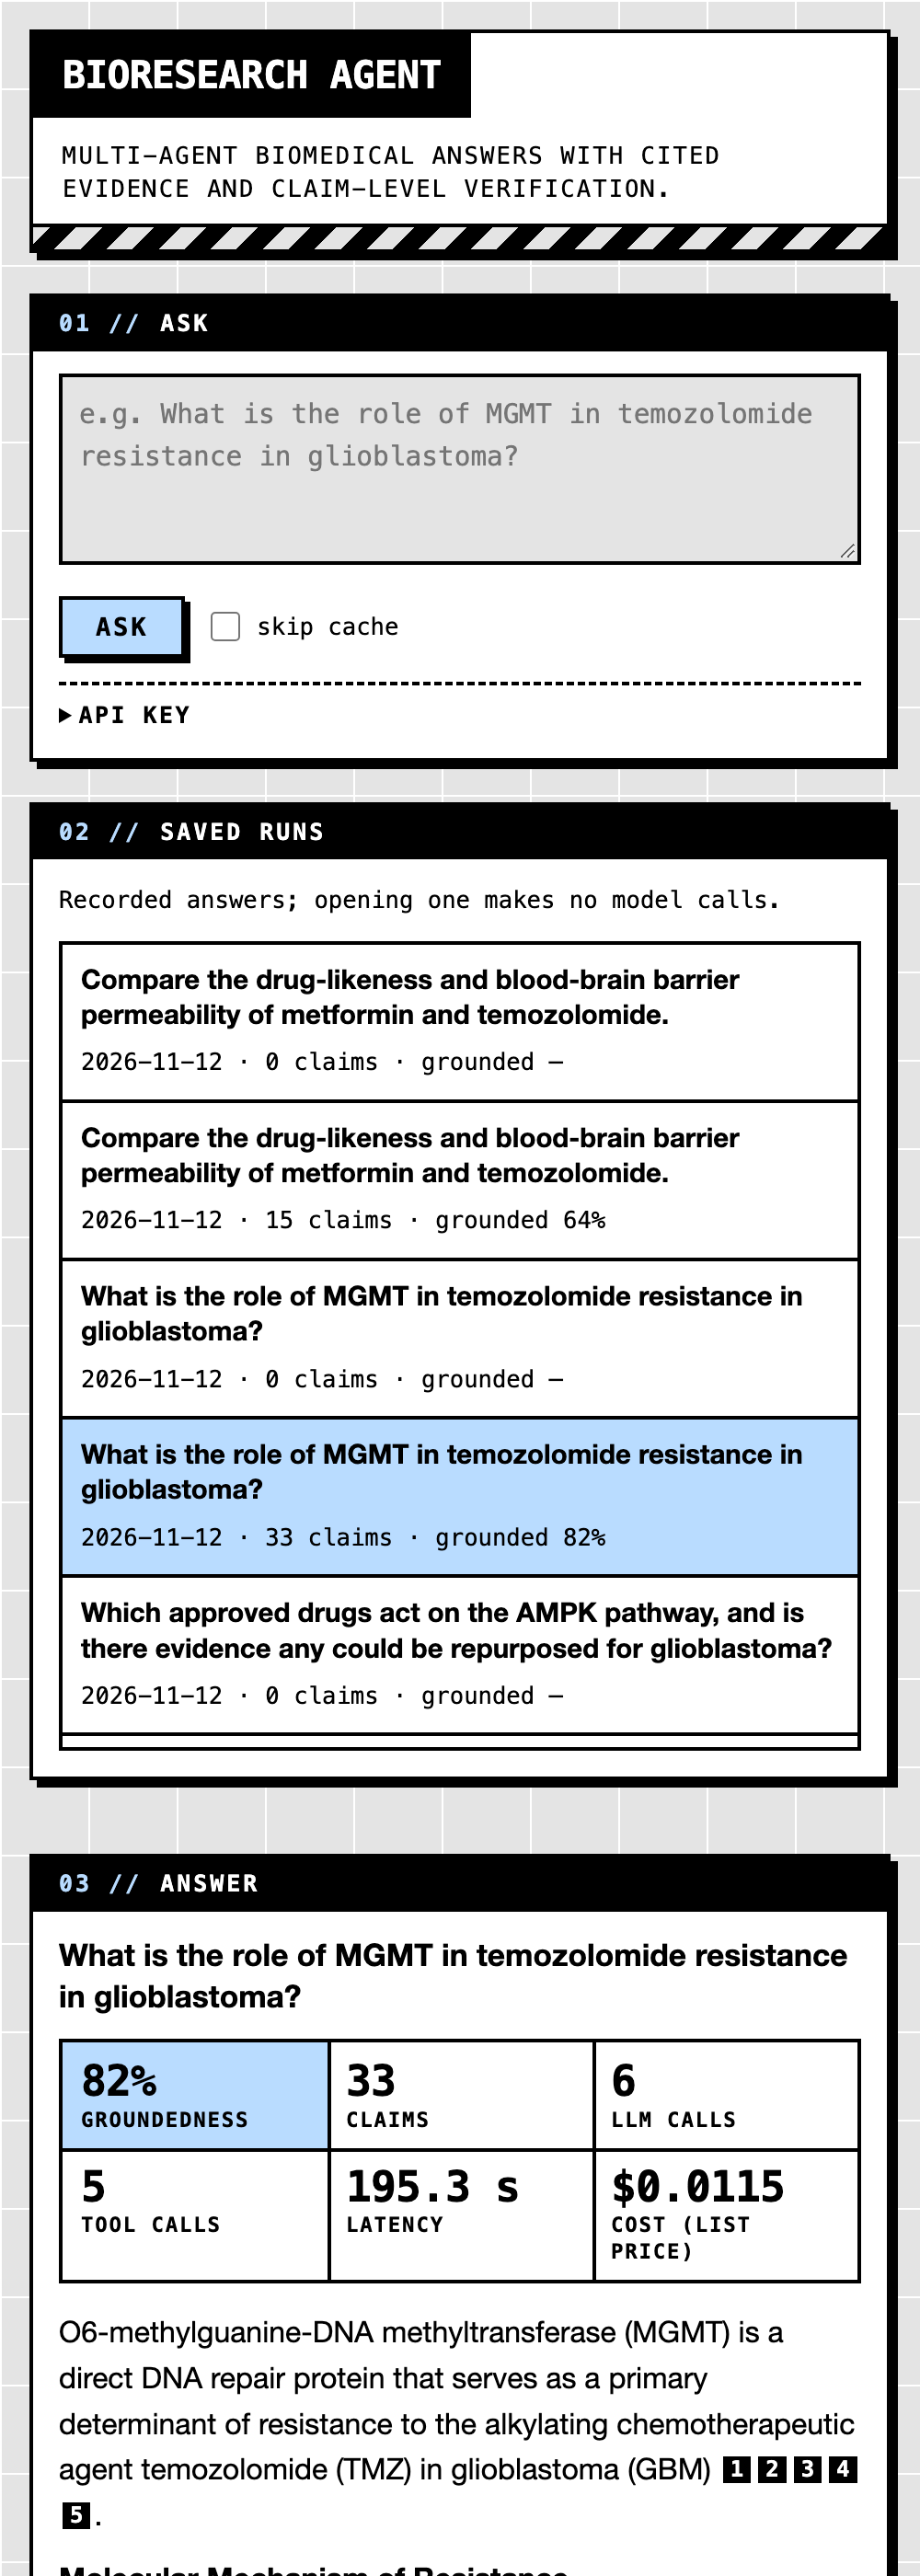 BIORESEARCH AGENT
MULTI-AGENT BIOMEDICAL ANSWERS WITH CITED
EVIDENCE AND CLAIM-LEVEL VERIFICATION.
01 // ASK
e.g. What is the role of MGMT in temozolomide
resistance in glioblastoma?
ASK skip cache
▶API KEY
02 // SAVED RUNS
Recorded answers; opening one makes no model calls.
Compare the drug-likeness and blood-brain barrier
permeability of metformin and temozolomide.
2026-11-12 · 0 claims · grounded —
Compare the drug-likeness and blood-brain barrier
permeability of metformin and temozolomide.
2026-11-12 · 15 claims · grounded 64%
What is the role of MGMT in temozolomide resistance in
glioblastoma?
2026-11-12 · 0 claims · grounded —
What is the role of MGMT in temozolomide resistance in
glioblastoma?
2026-11-12 · 33 claims · grounded 82%
Which approved drugs act on the AMPK pathway, and is
there evidence any could be repurposed for glioblastoma?
2026-11-12 · 0 claims · grounded —
03 // ANSWER
What is the role of MGMT in temozolomide resistance
in glioblastoma?
82% 33 6
GROUNDEDNESS CLAIMS LLM CALLS
5 195.3 s $0.0115
TOOL CALLS LATENCY COST (LIST
PRICE)
O6-methylguanine-DNA methyltransferase (MGMT) is a
direct DNA repair protein that serves as a primary
determinant of resistance to the alkylating chemotherapeutic
agent temozolomide (TMZ) in glioblastoma (GBM) 1 2 3 4
5.
Molecular Mechanism of Resistance